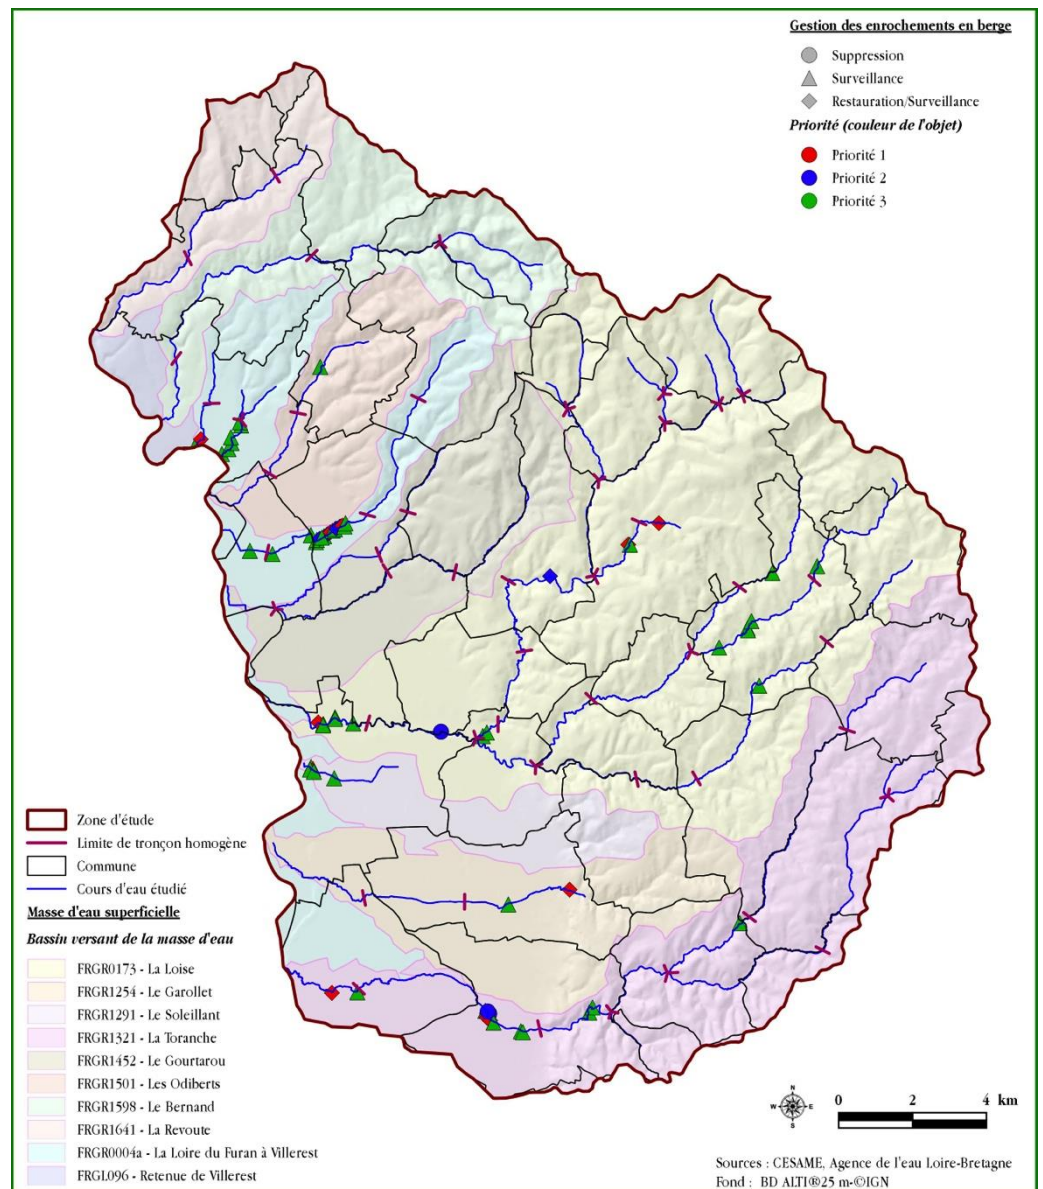 Gestion des enrochements en berge
Suppression
Surveillance
Restauration/Surveillance
Priorité (couleur de l'objet)
Priorité 1
Priorité 2
Priorité 3
Zone d'étude
Limite de tronçon homogène
Commune
Cours d'eau étudié
Masse d'eau superficielle
Bassin versant de la masse d'eau
FRGR0173 - La Loise
FRGR1254 - Le Garollet
FRGR1291 - Le Soleillant
FRGR1321 - La Toranche
FRGR1452 - Le Gourtarou
FRGR1501 - Les Odiberts
FRGR1598 - Le Bernand
FRGR1641 - La Revoute
FRGR0004a - La Loire du Furan à Villerest
FRGL096 - Retenue de Villerest
N
W E
S
0 2 4 km
Sources : CESAME, Agence de l'eau Loire-Bretagne
Fond : BD ALTI®25 m-©IGN